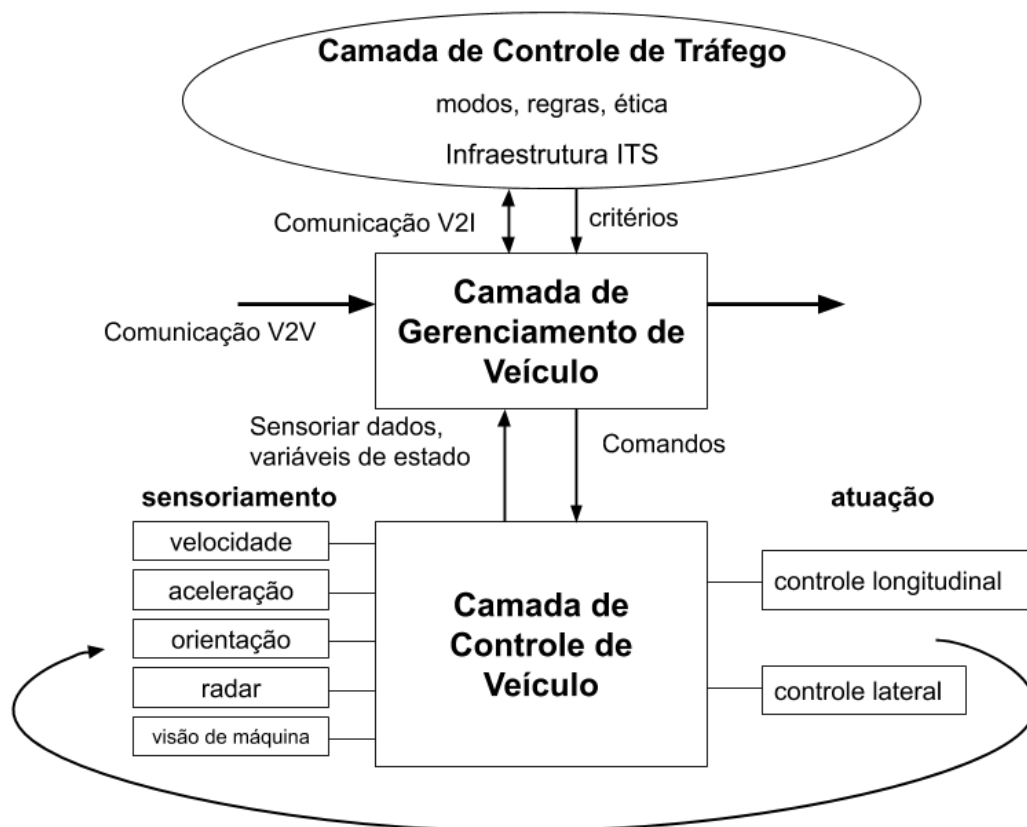 Camada de Controle de Tráfego
modos, regras, ética
Infraestrutura ITS
Comunicação V2I
critérios
Camada de
Gerenciamento de
Veículo
Comunicação V2V
Sensoriar dados,
variáveis de estado
Comandos
sensoriamento
atuação
velocidade
aceleração
orientação
radar
visão de máquina
Camada de
Controle de
Veículo
controle longitudinal
controle lateral